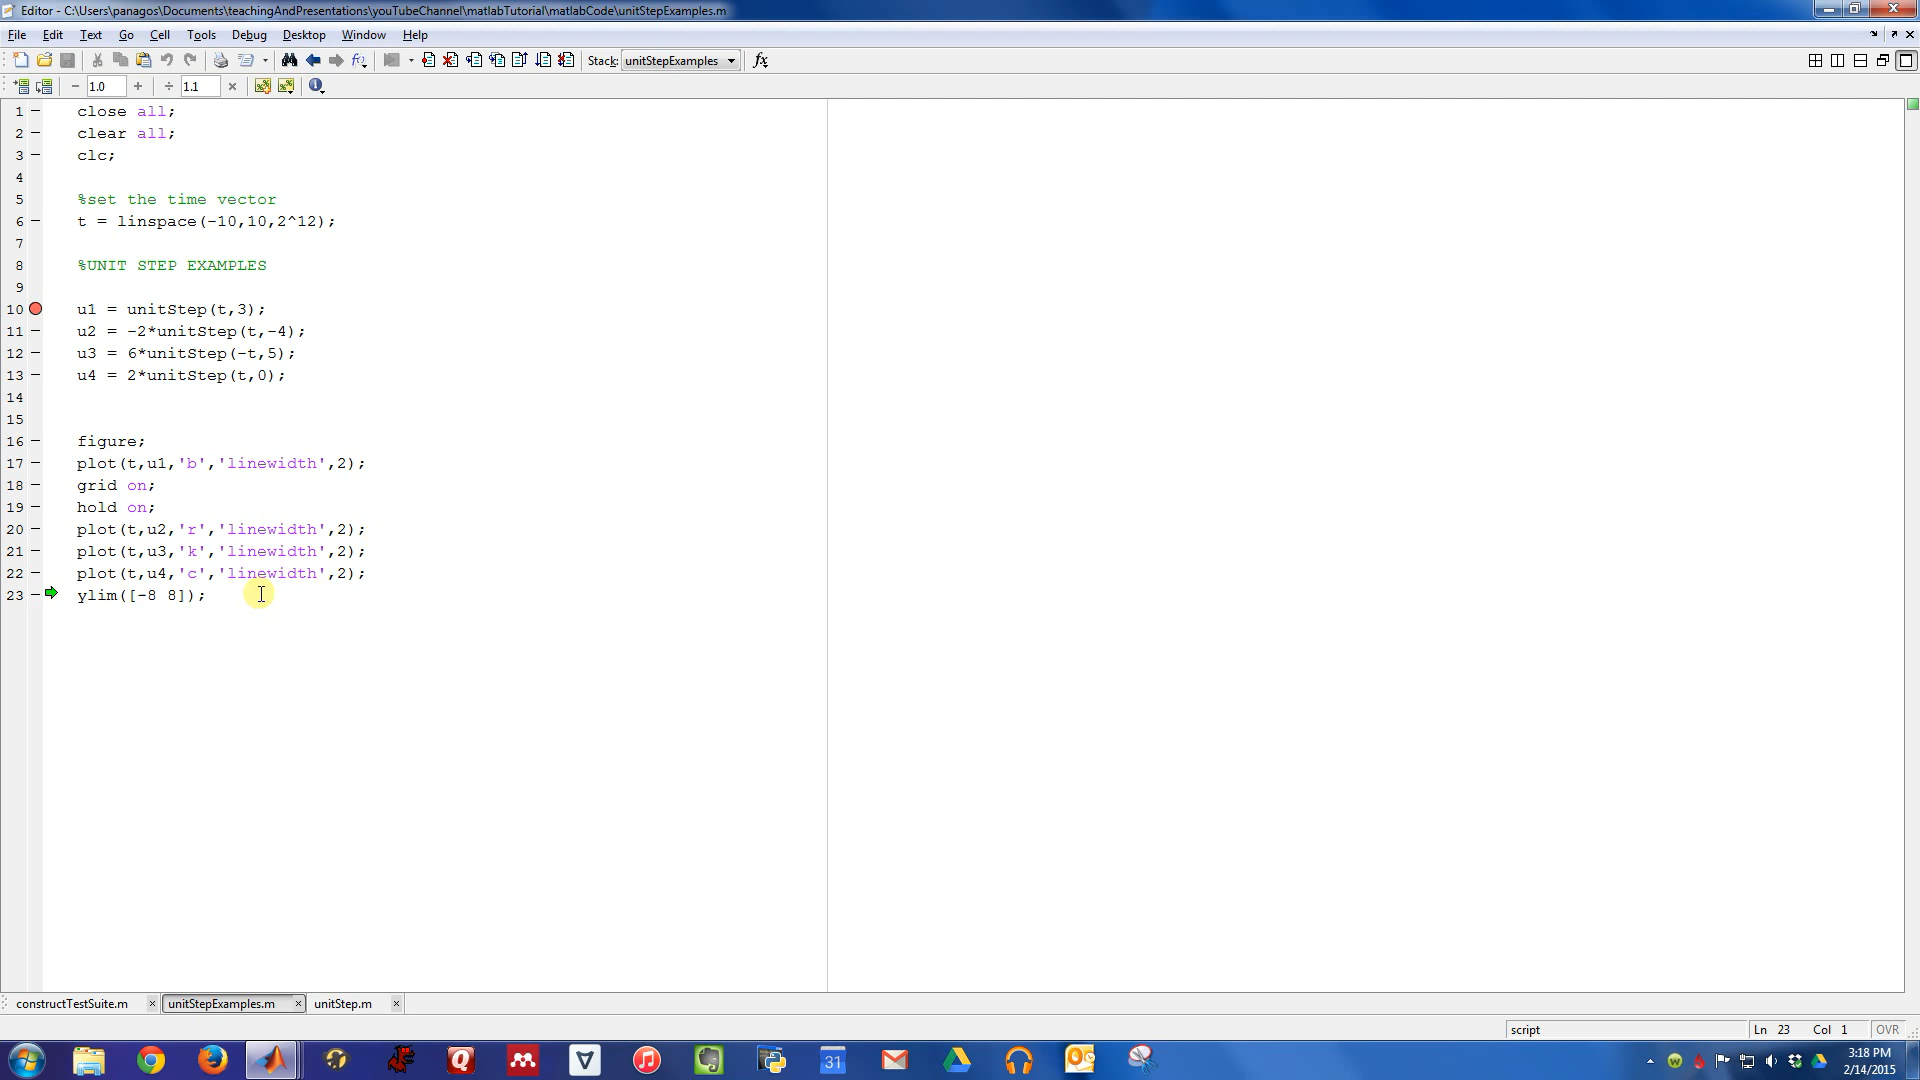 Editor - C:\Users\panagos\Documents\teachingAndPresentations\youTubeChannel\matlabTutorial\matlabCode\unitStepExamples.m
File Edit Text Go Cell Tools Debug Desktop Window Help
Stack: unitStepExamples fx
− 1.0 + ÷ 1.1 ×
1 − close all;
2 − clear all;
3 − clc;
4
5 %set the time vector
6 − t = linspace(-10,10,2^12);
7
8 %UNIT STEP EXAMPLES
9
10 u1 = unitStep(t,3);
11 − u2 = -2*unitStep(t,-4);
12 − u3 = 6*unitStep(-t,5);
13 − u4 = 2*unitStep(t,0);
14
15
16 − figure;
17 − plot(t,u1,'b','linewidth',2);
18 − grid on;
19 − hold on;
20 − plot(t,u2,'r','linewidth',2);
21 − plot(t,u3,'k','linewidth',2);
22 − plot(t,u4,'c','linewidth',2);
23 − ylim([-8 8]);
constructTestSuite.m × unitStepExamples.m × unitStep.m ×
script Ln 23 Col 1 OVR
31
3:18 PM
2/14/2015